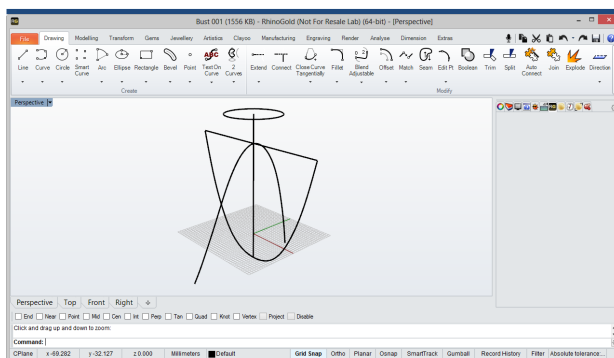 Bust 001 (1556 KB) - RhinoGold (Not For Resale Lab) (64-bit) - [Perspective]
File Drawing Modelling Transform Gems Jewellery Artistics Clayoo Manufacturing Engraving Render Analyse Dimension Extras
Line Curve Circle Smart Curve Arc Ellipse Rectangle Bevel Point Text On Curve 2 Curves Extend Connect Close Curve Tangentially Fillet Blend Adjustable Offset Match Seam Edit Pt Boolean Trim Split Auto Connect Join Explode Direction
Create Modify
Perspective
Perspective Top Front Right
End Near Point Mid Cen Int Perp Tan Quad Knot Vertex Project Disable
Click and drag up and down to zoom:
Command:
CPlane x -69.282 y -32.127 z 0.000 Millimeters Default Grid Snap Ortho Planar Osnap SmartTrack Gumball Record History Filter Absolute tolerance...